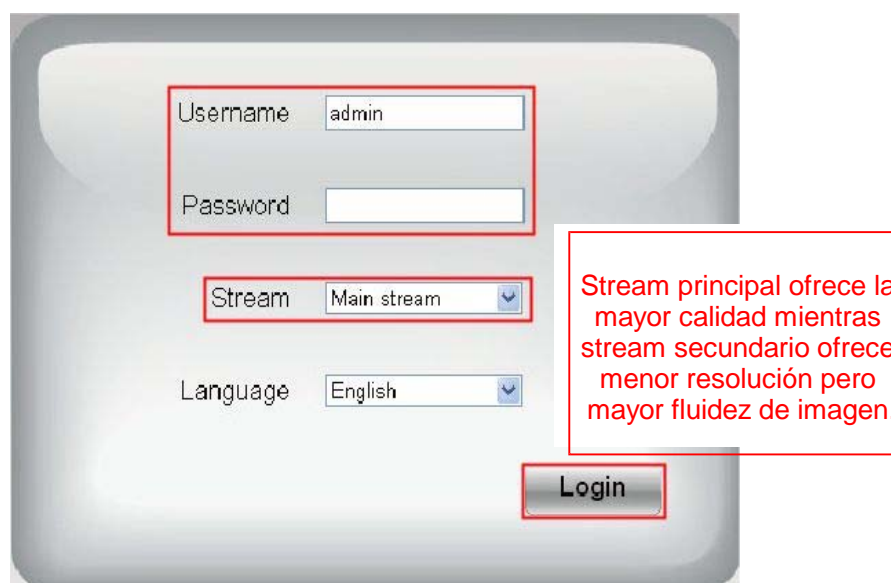 Username admin
Password
Stream Main stream
Language English
Login
Stream principal ofrece la
mayor calidad mientras
stream secundario ofrece
menor resolución pero
mayor fluidez de imagen